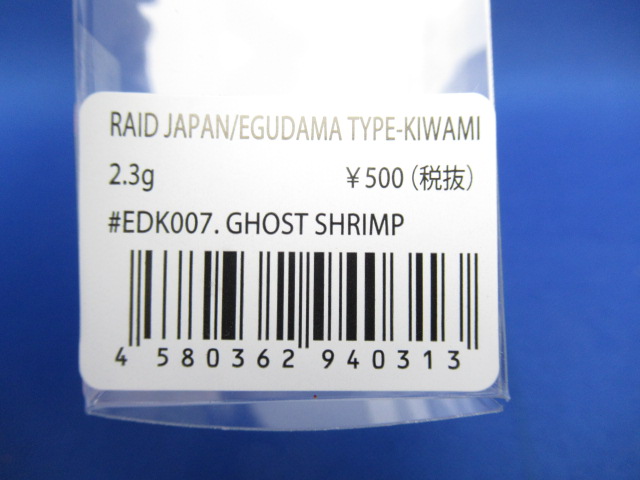 RAID JAPAN/EGUDAMA TYPE-KIWAMI
2.3g ￥500(税抜)
#EDK007. GHOST SHRIMP
4 580362 940313